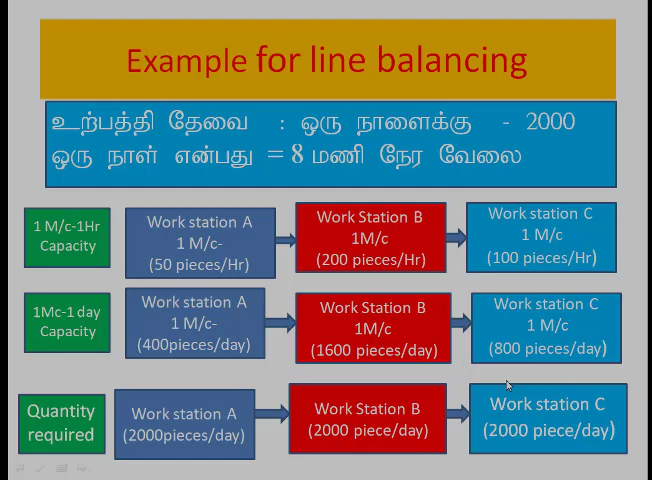 Example for line balancing
உற்பத்தி தேவை : ஒரு நாளைக்கு - 2000
ஒரு நாள் என்பது = 8 மணி நேர வேலை
1 M/c-1Hr
Capacity
Work station A
1 M/c-
(50 pieces/Hr)
Work Station B
1M/c
(200 pieces/Hr)
Work station C
1 M/c
(100 pieces/Hr)
1Mc-1 day
Capacity
Work station A
1 M/c-
(400pieces/day)
Work Station B
1M/c
(1600 pieces/day)
Work station C
1 M/c
(800 pieces/day)
Quantity
required
Work station A
(2000pieces/day)
Work Station B
(2000 piece/day)
Work station C
(2000 piece/day)